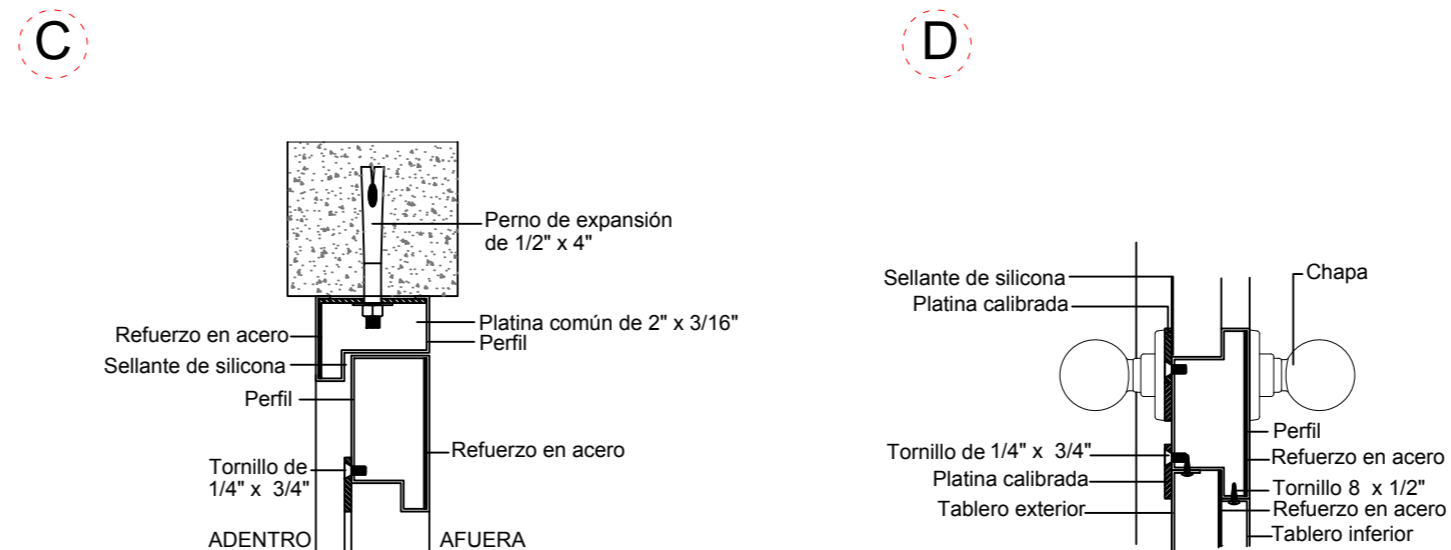 C
Perno de expansión
de 1/2" x 4"
Refuerzo en acero
Platina común de 2" x 3/16"
Perfil
Sellante de silicona
Perfil
Refuerzo en acero
Tornillo de
1/4" x 3/4"
ADENTRO
AFUERA
D
Sellante de silicona
Chapa
Platina calibrada
Perfil
Tornillo de 1/4" x 3/4"
Refuerzo en acero
Platina calibrada
Tornillo 8 x 1/2"
Tablero exterior
Refuerzo en acero
Tablero inferior